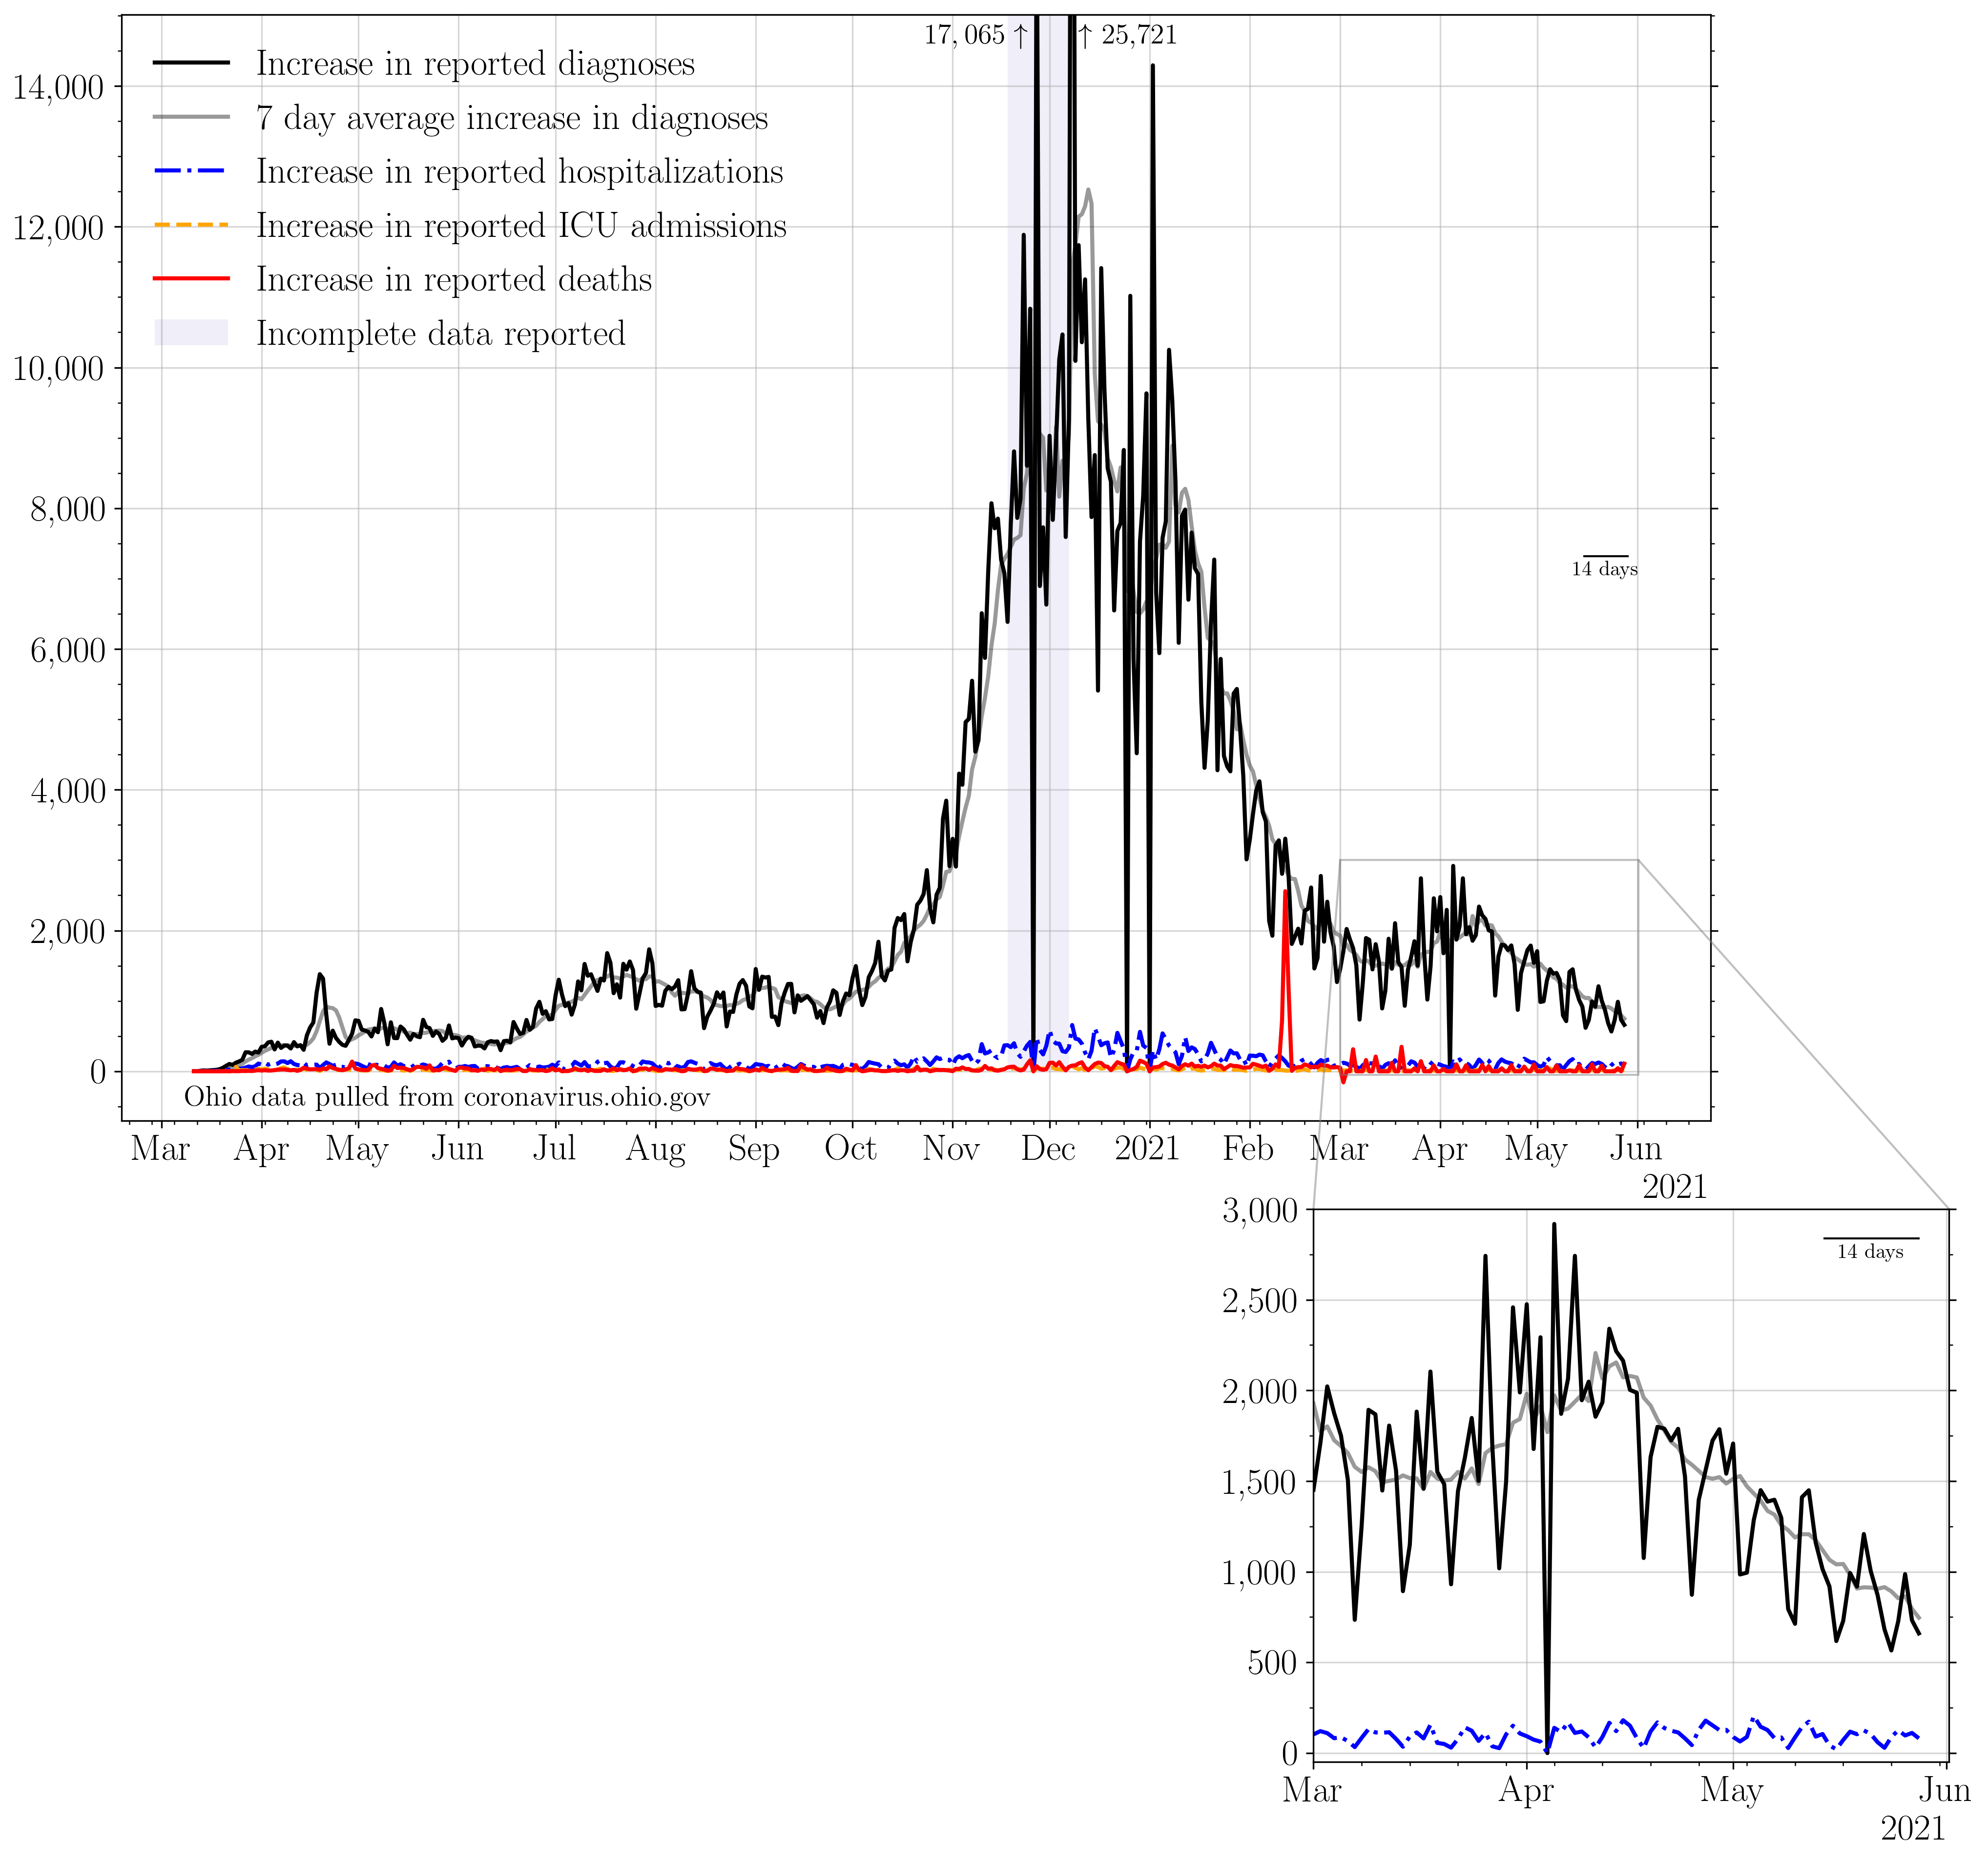 17,065 ↑ ↑ 25,721
Increase in reported diagnoses
7 day average increase in diagnoses
Increase in reported hospitalizations
Increase in reported ICU admissions
Increase in reported deaths
Incomplete data reported
14,000
12,000
10,000
8,000
6,000
4,000
2,000
0
14 days
Ohio data pulled from coronavirus.ohio.gov
Mar Apr May Jun Jul Aug Sep Oct Nov Dec 2021 Feb Mar Apr May Jun
2021
3,000
2,500
2,000
1,500
1,000
500
0
14 days
Mar Apr May Jun
2021